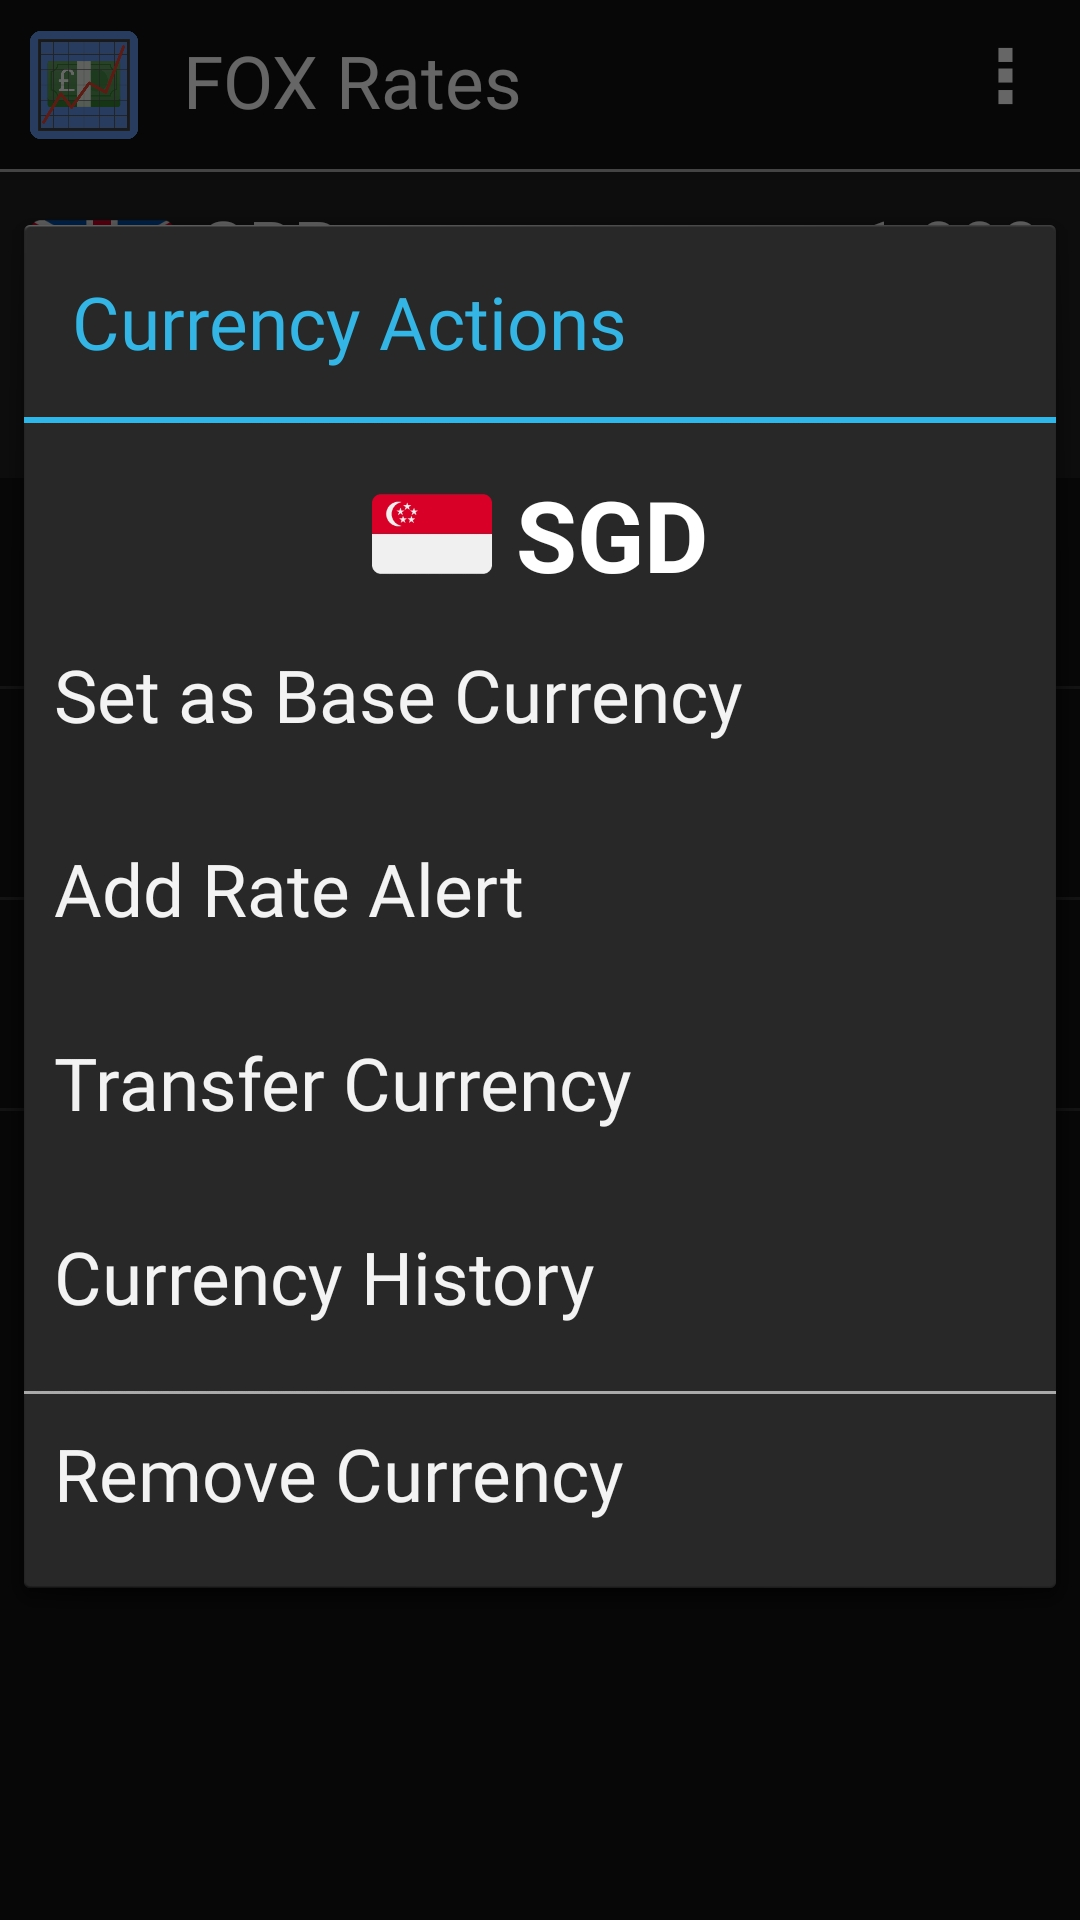 FOX Rates
Currency Actions
SGD
Set as Base Currency
Add Rate Alert
Transfer Currency
Currency History
Remove Currency